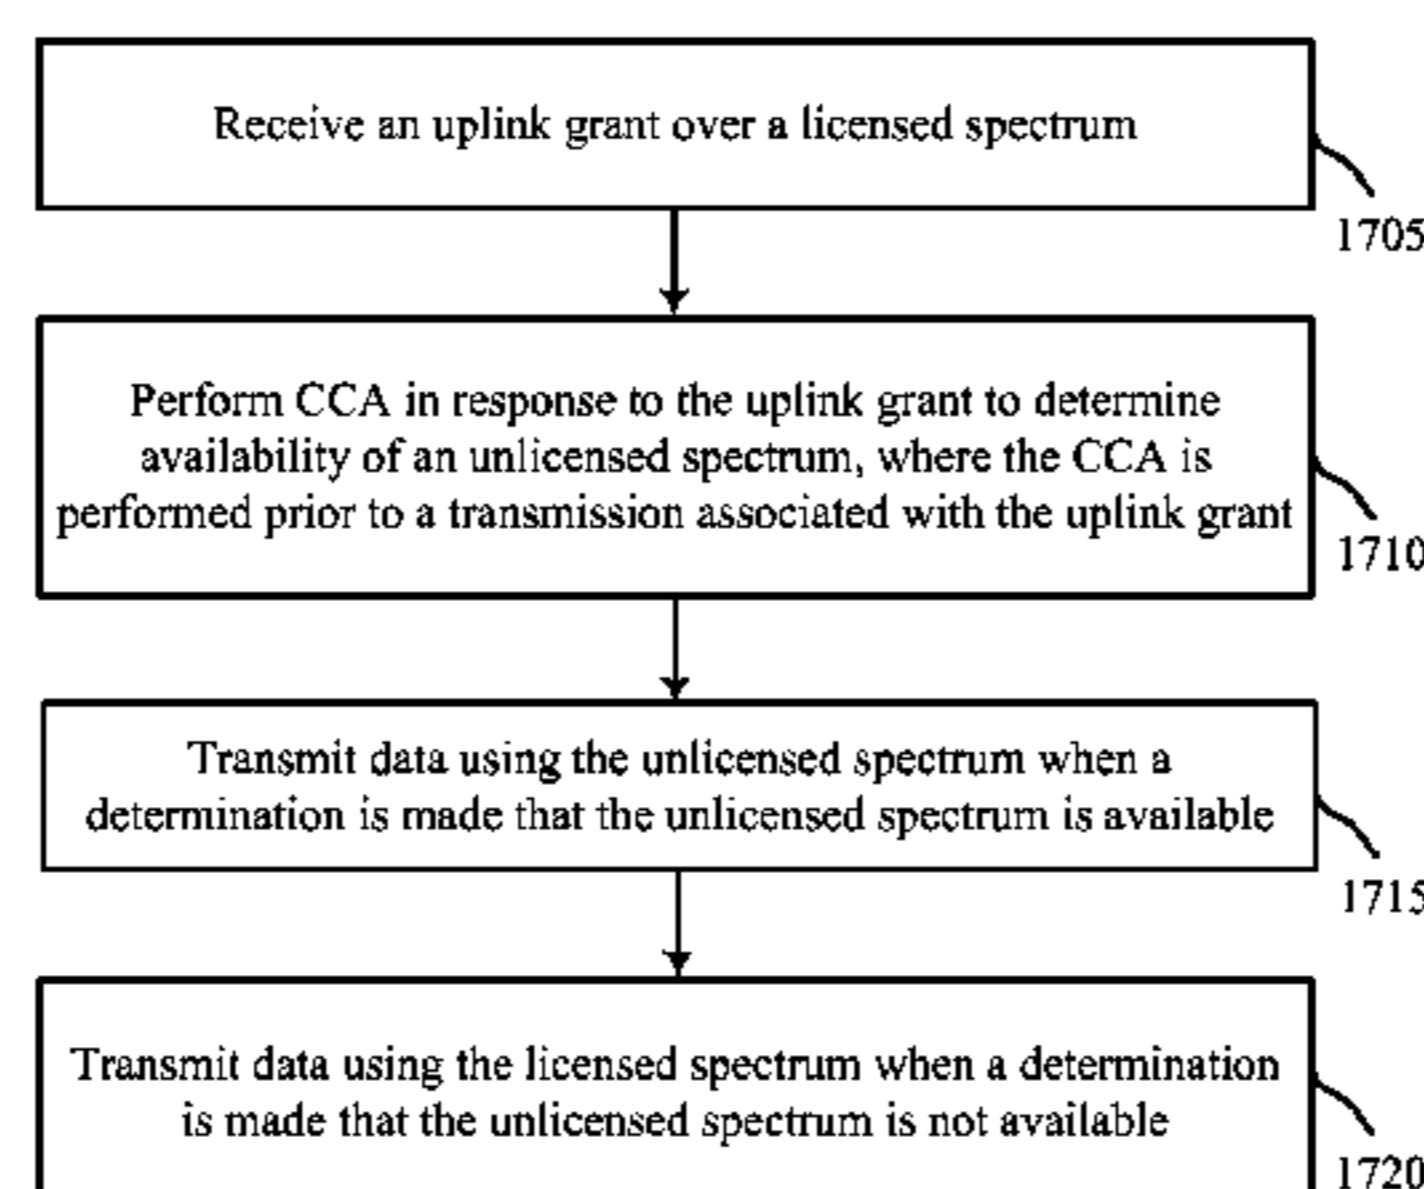 Receive an uplink grant over a licensed spectrum
1705
Perform CCA in response to the uplink grant to determine
availability of an unlicensed spectrum, where the CCA is
performed prior to a transmission associated with the uplink grant
1710
Transmit data using the unlicensed spectrum when a
determination is made that the unlicensed spectrum is available
1715
Transmit data using the licensed spectrum when a determination
is made that the unlicensed spectrum is not available
1720